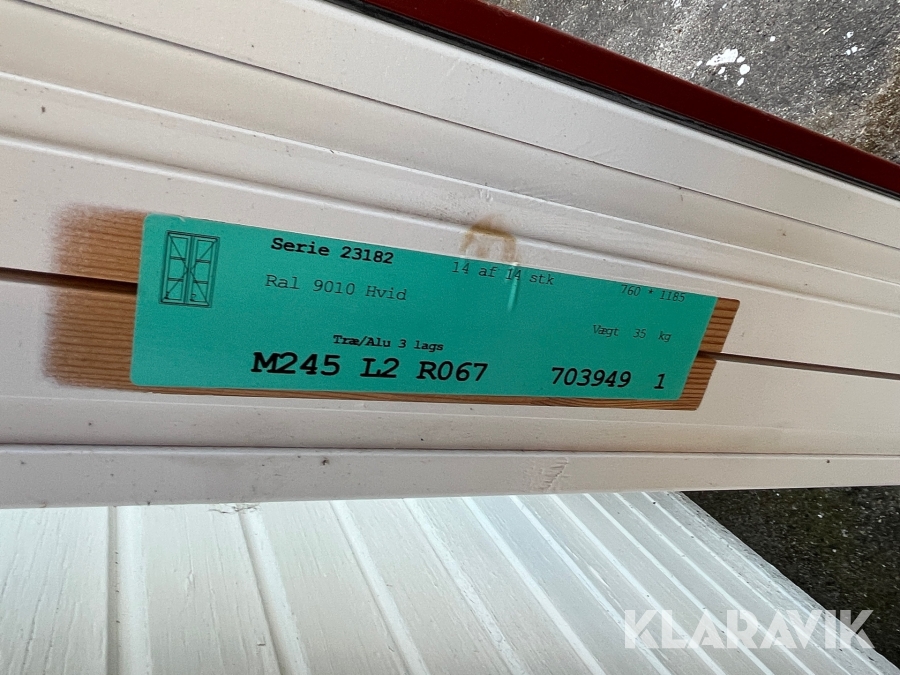 Serie 23182
14 af 14 stk
760 * 1185
Ral 9010 Hvid
Vægt 35 kg
Træ/Alu 3 lags
M245 L2 R067
703949 1
KLARAVIK